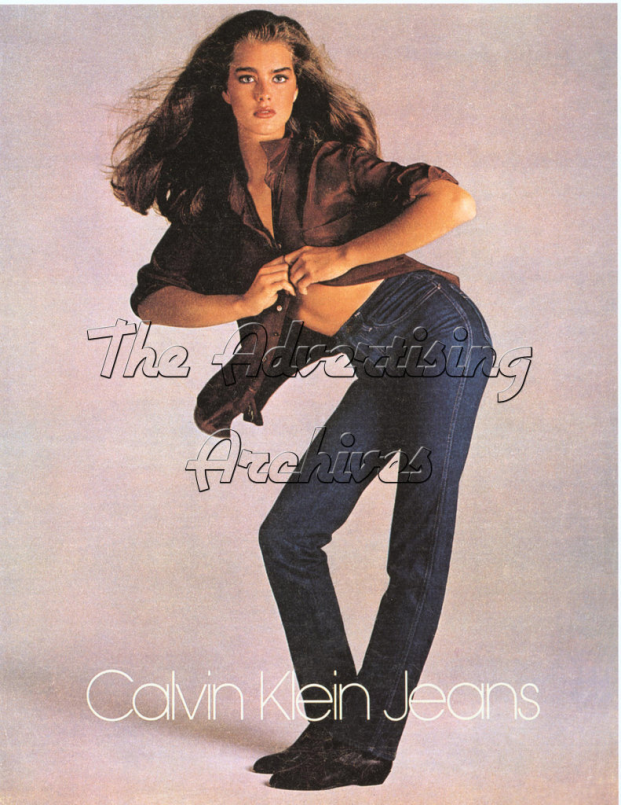 The Advertising
Archives
Calvin Klein Jeans